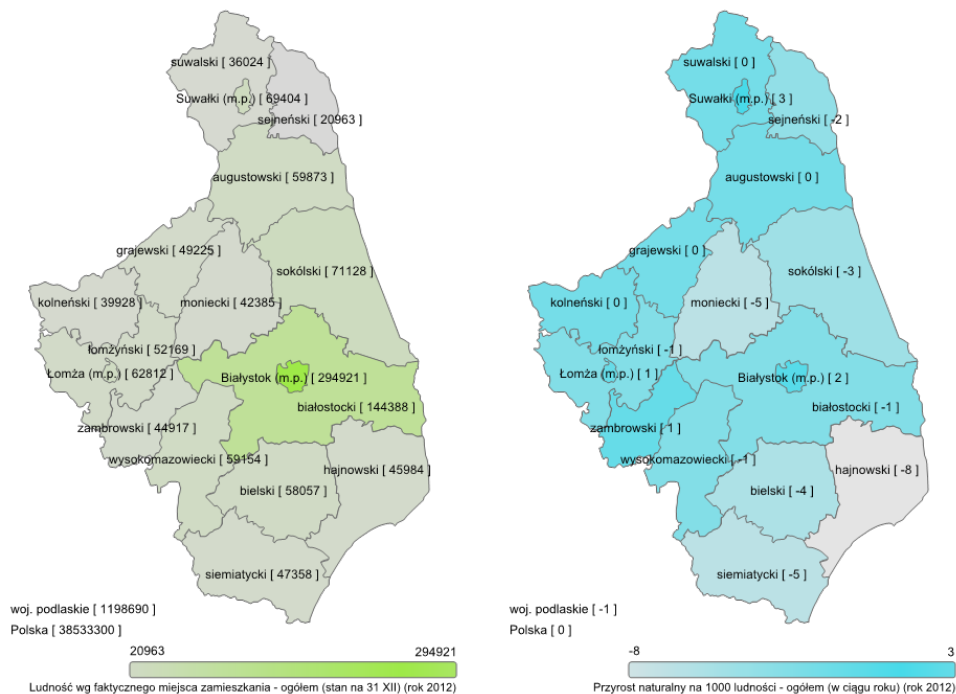 suwalski [ 36024 ]
Suwałki (m.p.) [ 69404 ]
sejneński [ 20963 ]
augustowski [ 59873 ]
grajewski [ 49225 ]
sokólski [ 71128 ]
kolneński [ 39928 ]
moniecki [ 42385 ]
łomżyński [ 52169 ]
Łomża (m.p.) [ 62812 ]
Białystok (m.p.) [ 294921 ]
białostocki [ 144388 ]
zambrowski [ 44917 ]
wysokomazowiecki [ 59154 ]
hajnowski [ 45984 ]
bielski [ 58057 ]
siemiatycki [ 47358 ]
woj. podlaskie [ 1198690 ]
Polska [ 38533300 ]
20963
294921
Ludność wg faktycznego miejsca zamieszkania - ogółem (stan na 31 XII) (rok 2012)
suwalski [ 0 ]
Suwałki (m.p.) [ 3 ]
sejneński [ -2 ]
augustowski [ 0 ]
grajewski [ 0 ]
sokólski [ -3 ]
kolneński [ 0 ]
moniecki [ -5 ]
łomżyński [ -1 ]
Łomża (m.p.) [ 1 ]
Białystok (m.p.) [ 2 ]
białostocki [ -1 ]
zambrowski [ 1 ]
wysokomazowiecki [ -1 ]
hajnowski [ -8 ]
bielski [ -4 ]
siemiatycki [ -5 ]
woj. podlaskie [ -1 ]
Polska [ 0 ]
-8
3
Przyrost naturalny na 1000 ludności - ogółem (w ciągu roku) (rok 2012)